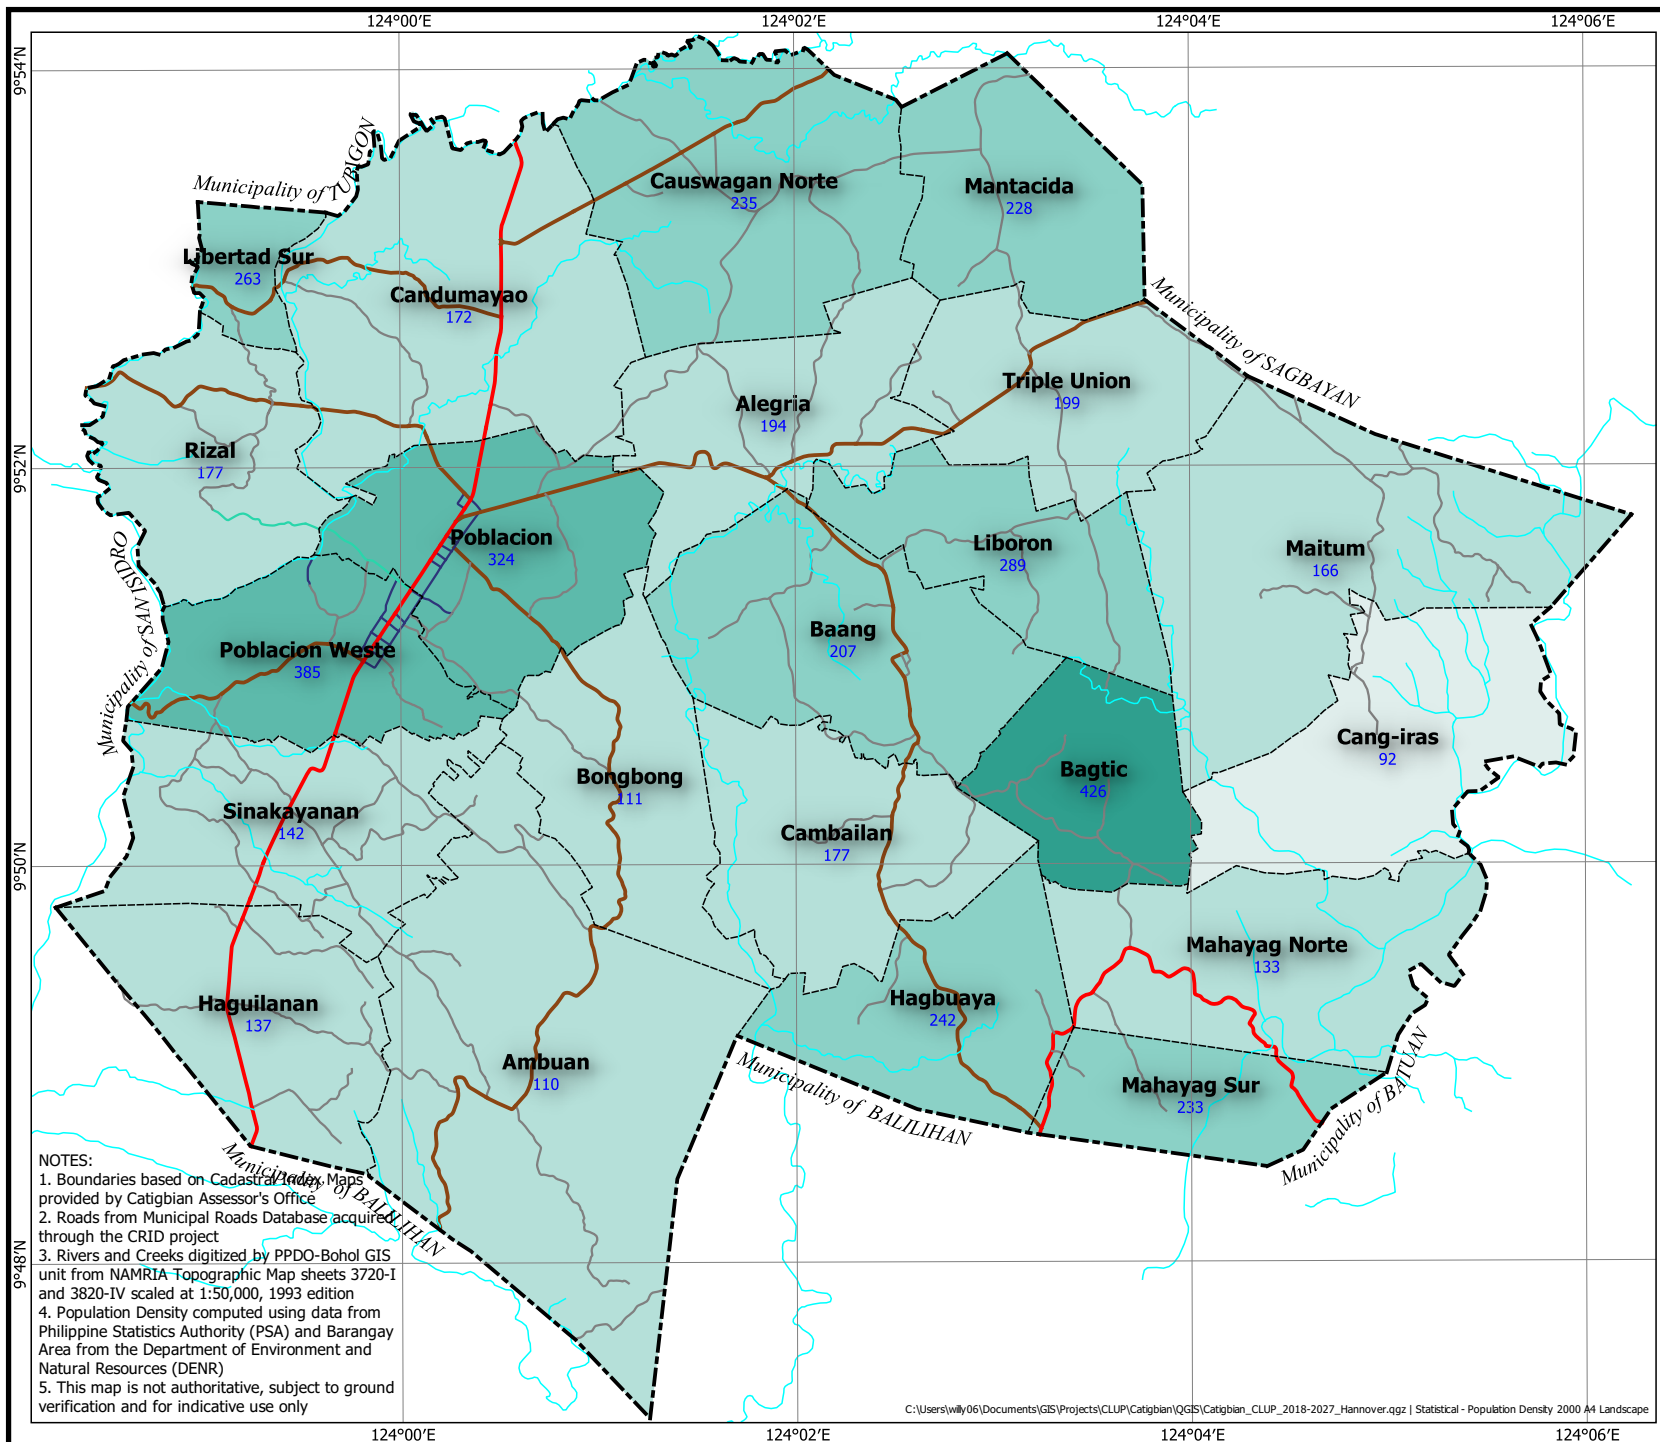 124°00′E
124°02′E
124°04′E
124°06′E
9°54′N
Municipality of TUBIGON
Causwagan Norte
235
Mantacida
228
Libertad Sur
263
Candumayao
172
Municipality of SAGBAYAN
Triple Union
199
Alegria
194
Rizal
177
9°52′N
Poblacion
324
Liboron
289
Maitum
166
Municipality of SAN ISIDRO
Baang
207
Poblacion Weste
385
Cang-iras
92
Bongbong
111
Bagtic
426
Sinakayanan
142
Cambailan
177
9°50′N
Mahayag Norte
133
Haguilanan
137
Hagbuaya
242
Ambuan
110
Mahayag Sur
233
Municipality of BALILIHAN
Municipality of BATUAN
Municipality of BALILIHAN
9°48′N
NOTES:
1. Boundaries based on Cadastral Index Maps
provided by Catigbian Assessor's Office
2. Roads from Municipal Roads Database acquired
through the CRID project
3. Rivers and Creeks digitized by PPDO-Bohol GIS
unit from NAMRIA Topographic Map sheets 3720-I
and 3820-IV scaled at 1:50,000, 1993 edition
4. Population Density computed using data from
Philippine Statistics Authority (PSA) and Barangay
Area from the Department of Environment and
Natural Resources (DENR)
5. This map is not authoritative, subject to ground
verification and for indicative use only
C:\Users\willy06\Documents\GIS\Projects\CLUP\Catigbian\QGIS\Catigbian_CLUP_2018-2027_Hannover.qgz | Statistical - Population Density 2000 A4 Landscape
124°00′E
124°02′E
124°04′E
124°06′E